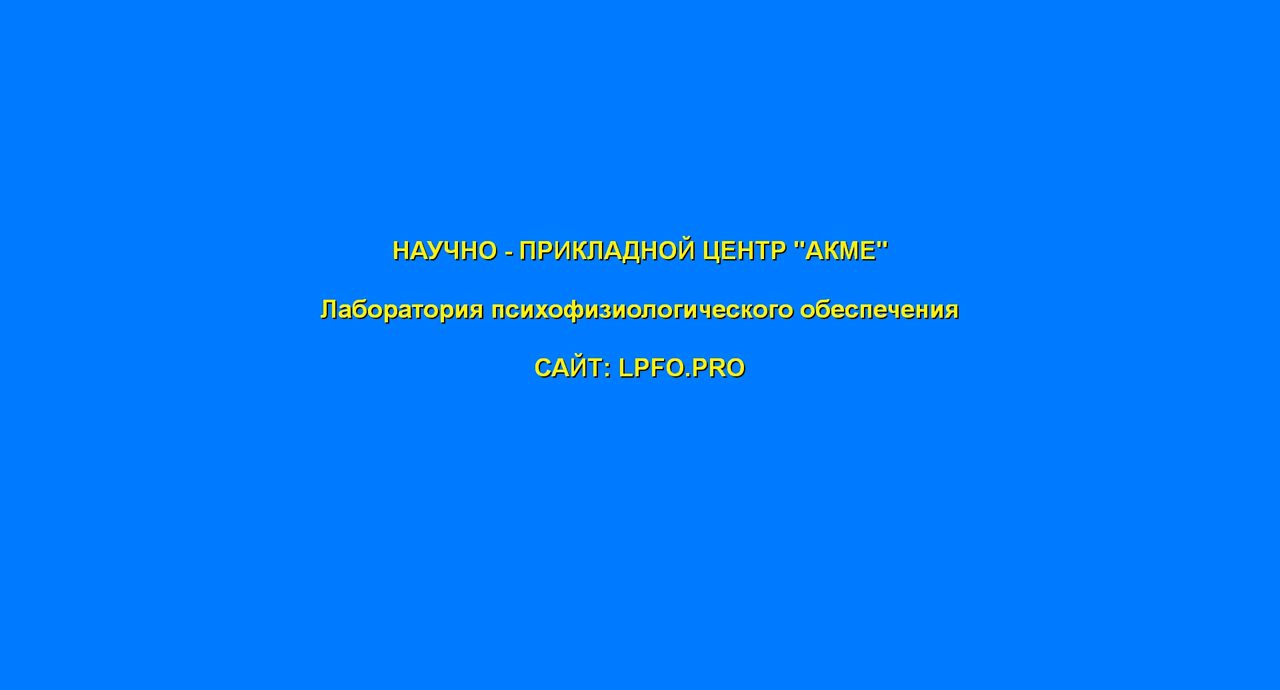 НАУЧНО - ПРИКЛАДНОЙ ЦЕНТР "АКМЕ"
Лаборатория психофизиологического обеспечения
САЙТ: LPFO.PRO